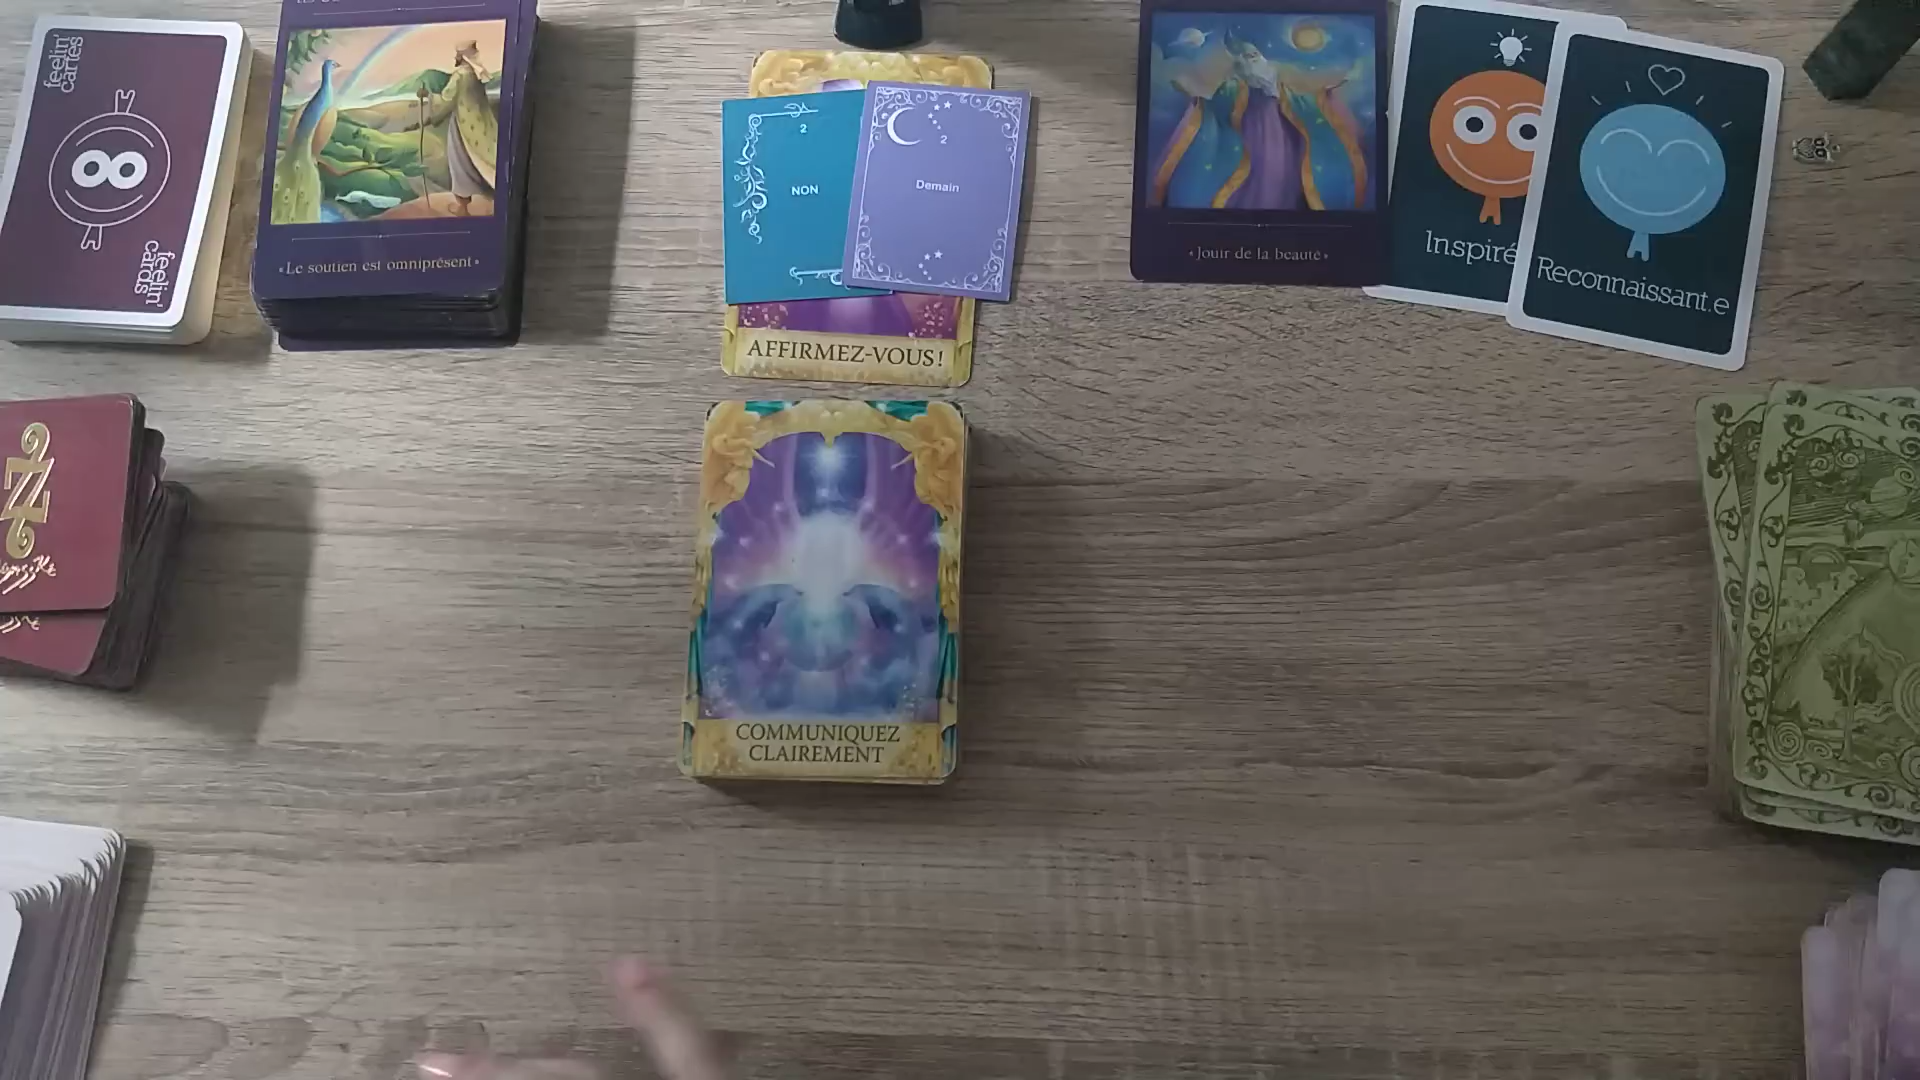 feelin'
cartes
feelin'
cards
«Le soutien est omniprésent»
2
NON
2
Demain
AFFIRMEZ-VOUS!
«Jouir de la beauté»
Inspiré
Reconnaissant.e
COMMUNIQUEZ
CLAIREMENT